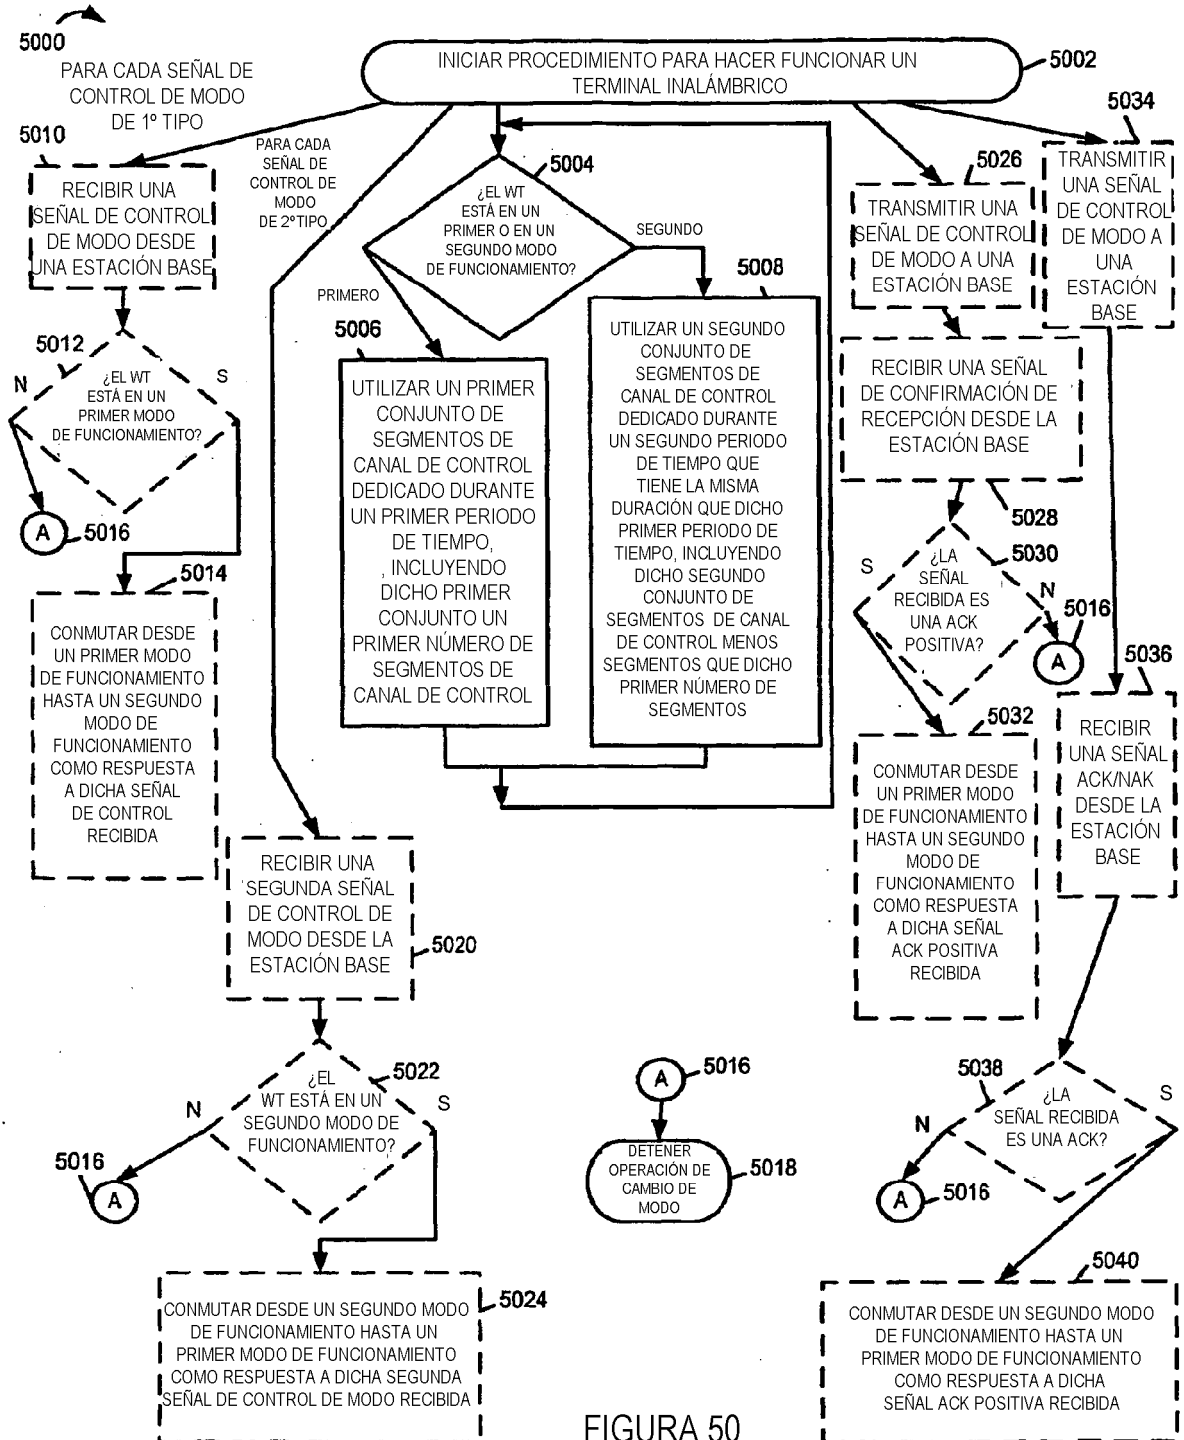 5000
PARA CADA SEÑAL DE
CONTROL DE MODO
DE 1º TIPO
INICIAR PROCEDIMIENTO PARA HACER FUNCIONAR UN
TERMINAL INALÁMBRICO
5002
5010
RECIBIR UNA
SEÑAL DE CONTROL
DE MODO DESDE
UNA ESTACIÓN BASE
5012
N
S
¿EL WT
ESTÁ EN UN
PRIMER MODO
DE FUNCIONAMIENTO?
A
5016
5014
CONMUTAR DESDE
UN PRIMER MODO
DE FUNCIONAMIENTO
HASTA UN SEGUNDO
MODO DE
FUNCIONAMIENTO
COMO RESPUESTA
A DICHA SEÑAL
DE CONTROL
RECIBIDA
PARA CADA
SEÑAL DE
CONTROL DE
MODO
DE 2ºTIPO
5004
¿EL WT
ESTÁ EN UN
PRIMER O EN UN
SEGUNDO MODO
DE FUNCIONAMIENTO?
SEGUNDO
PRIMERO
5006
UTILIZAR UN PRIMER
CONJUNTO DE
SEGMENTOS DE
CANAL DE CONTROL
DEDICADO DURANTE
UN PRIMER PERIODO
DE TIEMPO,
, INCLUYENDO
DICHO PRIMER
CONJUNTO UN
PRIMER NÚMERO DE
SEGMENTOS DE
CANAL DE CONTROL
5008
UTILIZAR UN SEGUNDO
CONJUNTO DE
SEGMENTOS DE
CANAL DE CONTROL
DEDICADO DURANTE
UN SEGUNDO PERIODO
DE TIEMPO QUE
TIENE LA MISMA
DURACIÓN QUE DICHO
PRIMER PERIODO DE
TIEMPO, INCLUYENDO
DICHO SEGUNDO
CONJUNTO DE
SEGMENTOS DE CANAL
DE CONTROL MENOS
SEGMENTOS QUE DICHO
PRIMER NÚMERO DE
SEGMENTOS
5026
TRANSMITIR UNA
SEÑAL DE CONTROL
DE MODO A UNA
ESTACIÓN BASE
RECIBIR UNA SEÑAL
DE CONFIRMACIÓN DE
RECEPCIÓN DESDE LA
ESTACIÓN BASE
5028
5030
S
¿LA
SEÑAL
RECIBIDA ES
UNA ACK
POSITIVA?
N
5016
A
5032
CONMUTAR DESDE
UN PRIMER MODO
DE FUNCIONAMIENTO
HASTA UN SEGUNDO
MODO DE
FUNCIONAMIENTO
COMO RESPUESTA
A DICHA SEÑAL
ACK POSITIVA
RECIBIDA
5034
TRANSMITIR
UNA SEÑAL
DE CONTROL
DE MODO A
UNA
ESTACIÓN
BASE
5036
RECIBIR
UNA SEÑAL
ACK/NAK
DESDE LA
ESTACIÓN
BASE
RECIBIR UNA
SEGUNDA SEÑAL
DE CONTROL DE
MODO DESDE LA
ESTACIÓN BASE
5020
5022
¿EL
WT ESTÁ EN UN
SEGUNDO MODO DE
FUNCIONAMIENTO?
N
S
5016
A
5024
CONMUTAR DESDE UN SEGUNDO MODO
DE FUNCIONAMIENTO HASTA UN
PRIMER MODO DE FUNCIONAMIENTO
COMO RESPUESTA A DICHA SEGUNDA
SEÑAL DE CONTROL DE MODO RECIBIDA
A
5016
DETENER
OPERACIÓN DE
CAMBIO DE
MODO
5018
5038
¿LA
SEÑAL RECIBIDA
ES UNA ACK?
S
N
A
5016
5040
CONMUTAR DESDE UN SEGUNDO MODO
DE FUNCIONAMIENTO HASTA UN
PRIMER MODO DE FUNCIONAMIENTO
COMO RESPUESTA A DICHA
SEÑAL ACK POSITIVA RECIBIDA
FIGURA 50